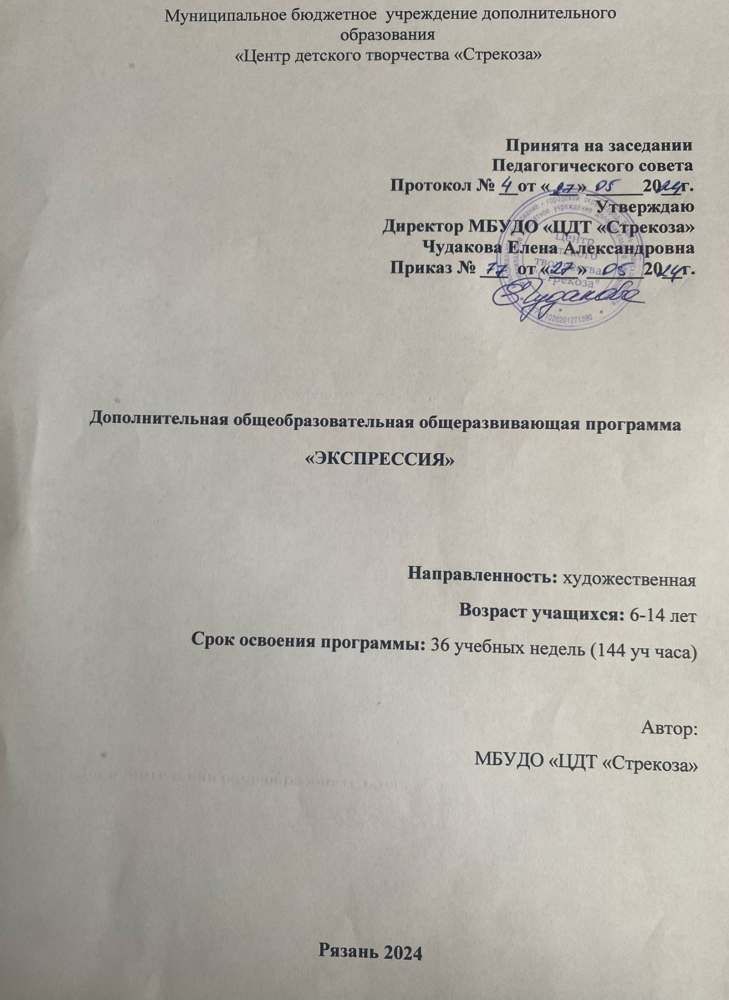 Муниципальное бюджетное учреждение дополнительного
образования
«Центр детского творчества «Стрекоза»
Принята на заседании
Педагогического совета
Протокол № 4 от «27» 05 2024г.
Утверждаю
Директор МБУДО «ЦДТ «Стрекоза»
Чудакова Елена Александровна
Приказ № 77 от «27» 05 2024г.
Центр
детского
творчества
"Стрекоза"
1026201271590
Дополнительная общеобразовательная общеразвивающая программа
«ЭКСПРЕССИЯ»
Направленность: художественная
Возраст учащихся: 6-14 лет
Срок освоения программы: 36 учебных недель (144 уч часа)
Автор:
МБУДО «ЦДТ «Стрекоза»
Рязань 2024